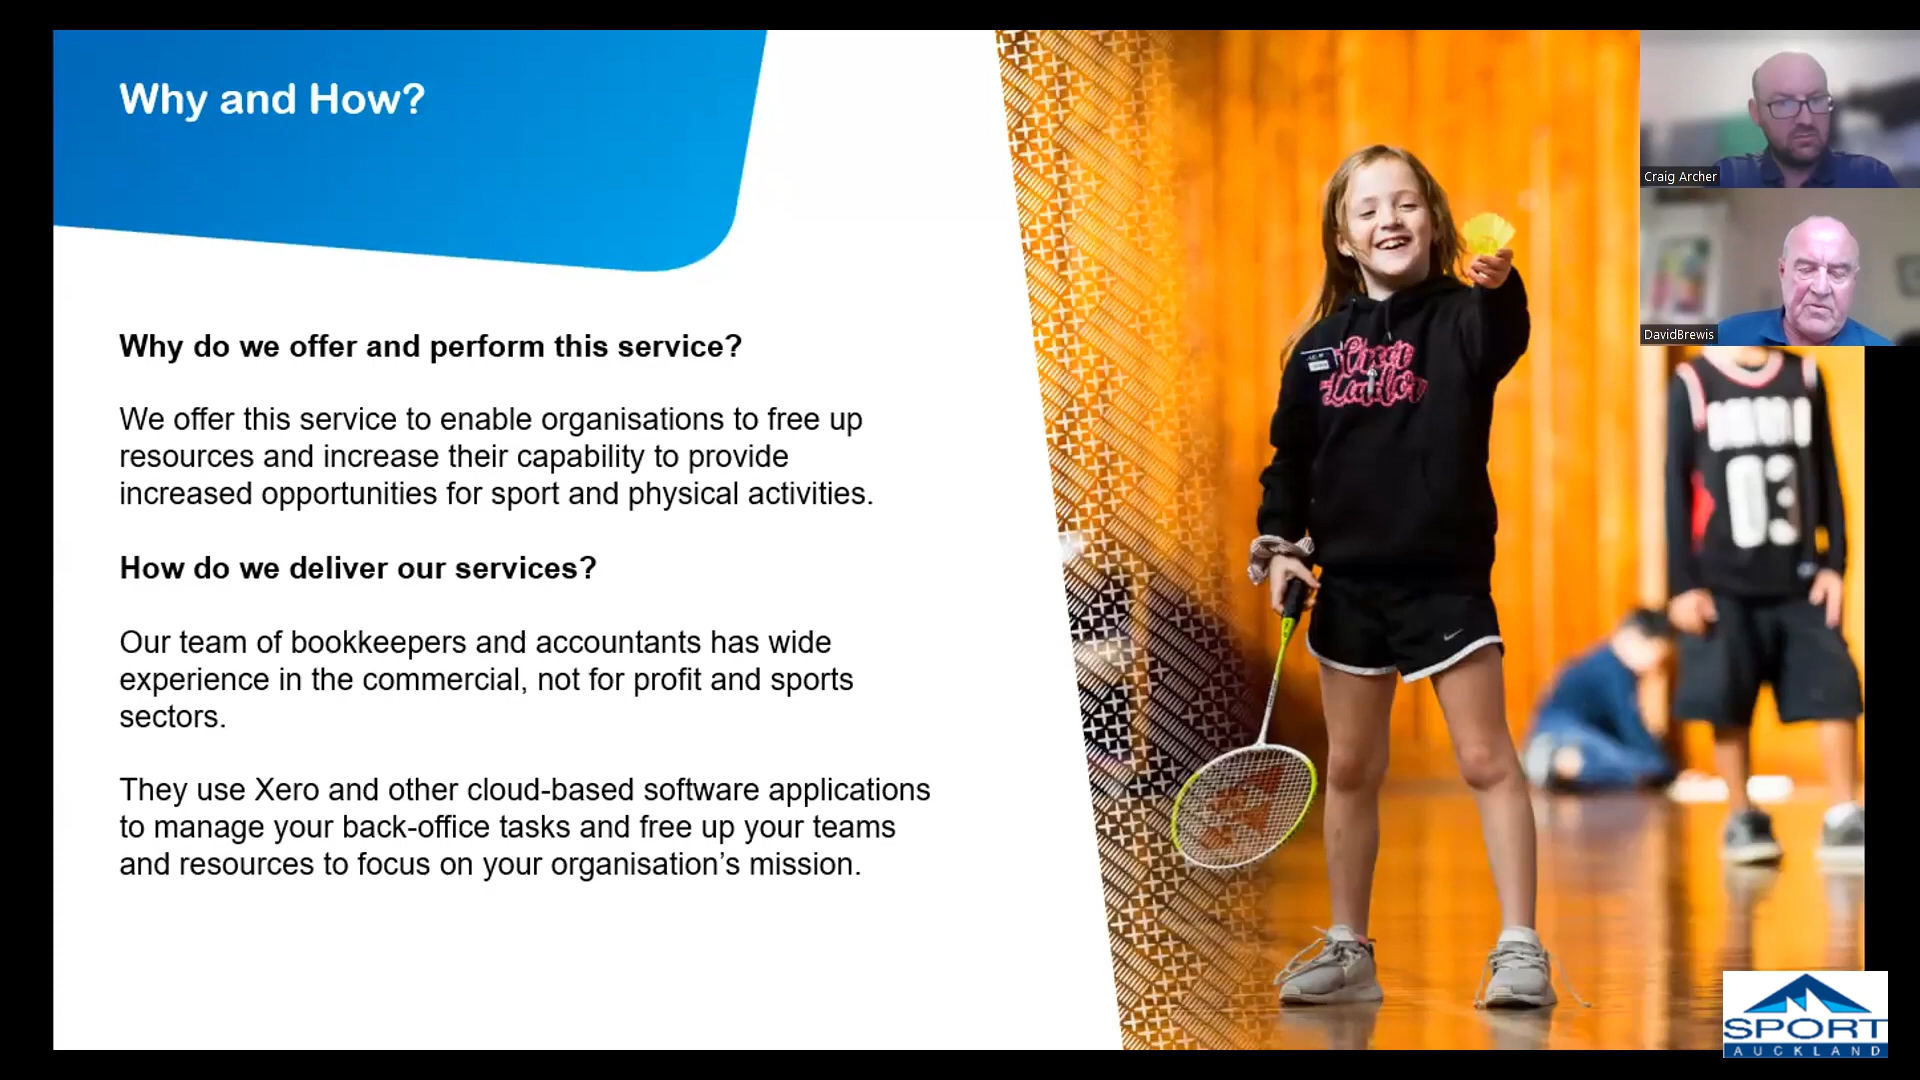 Why and How?
Why do we offer and perform this service?
We offer this service to enable organisations to free up
resources and increase their capability to provide
increased opportunities for sport and physical activities.
How do we deliver our services?
Our team of bookkeepers and accountants has wide
experience in the commercial, not for profit and sports
sectors.
They use Xero and other cloud-based software applications
to manage your back-office tasks and free up your teams
and resources to focus on your organisation’s mission.
Craig Archer
DavidBrewis
03
SPORT
AUCKLAND